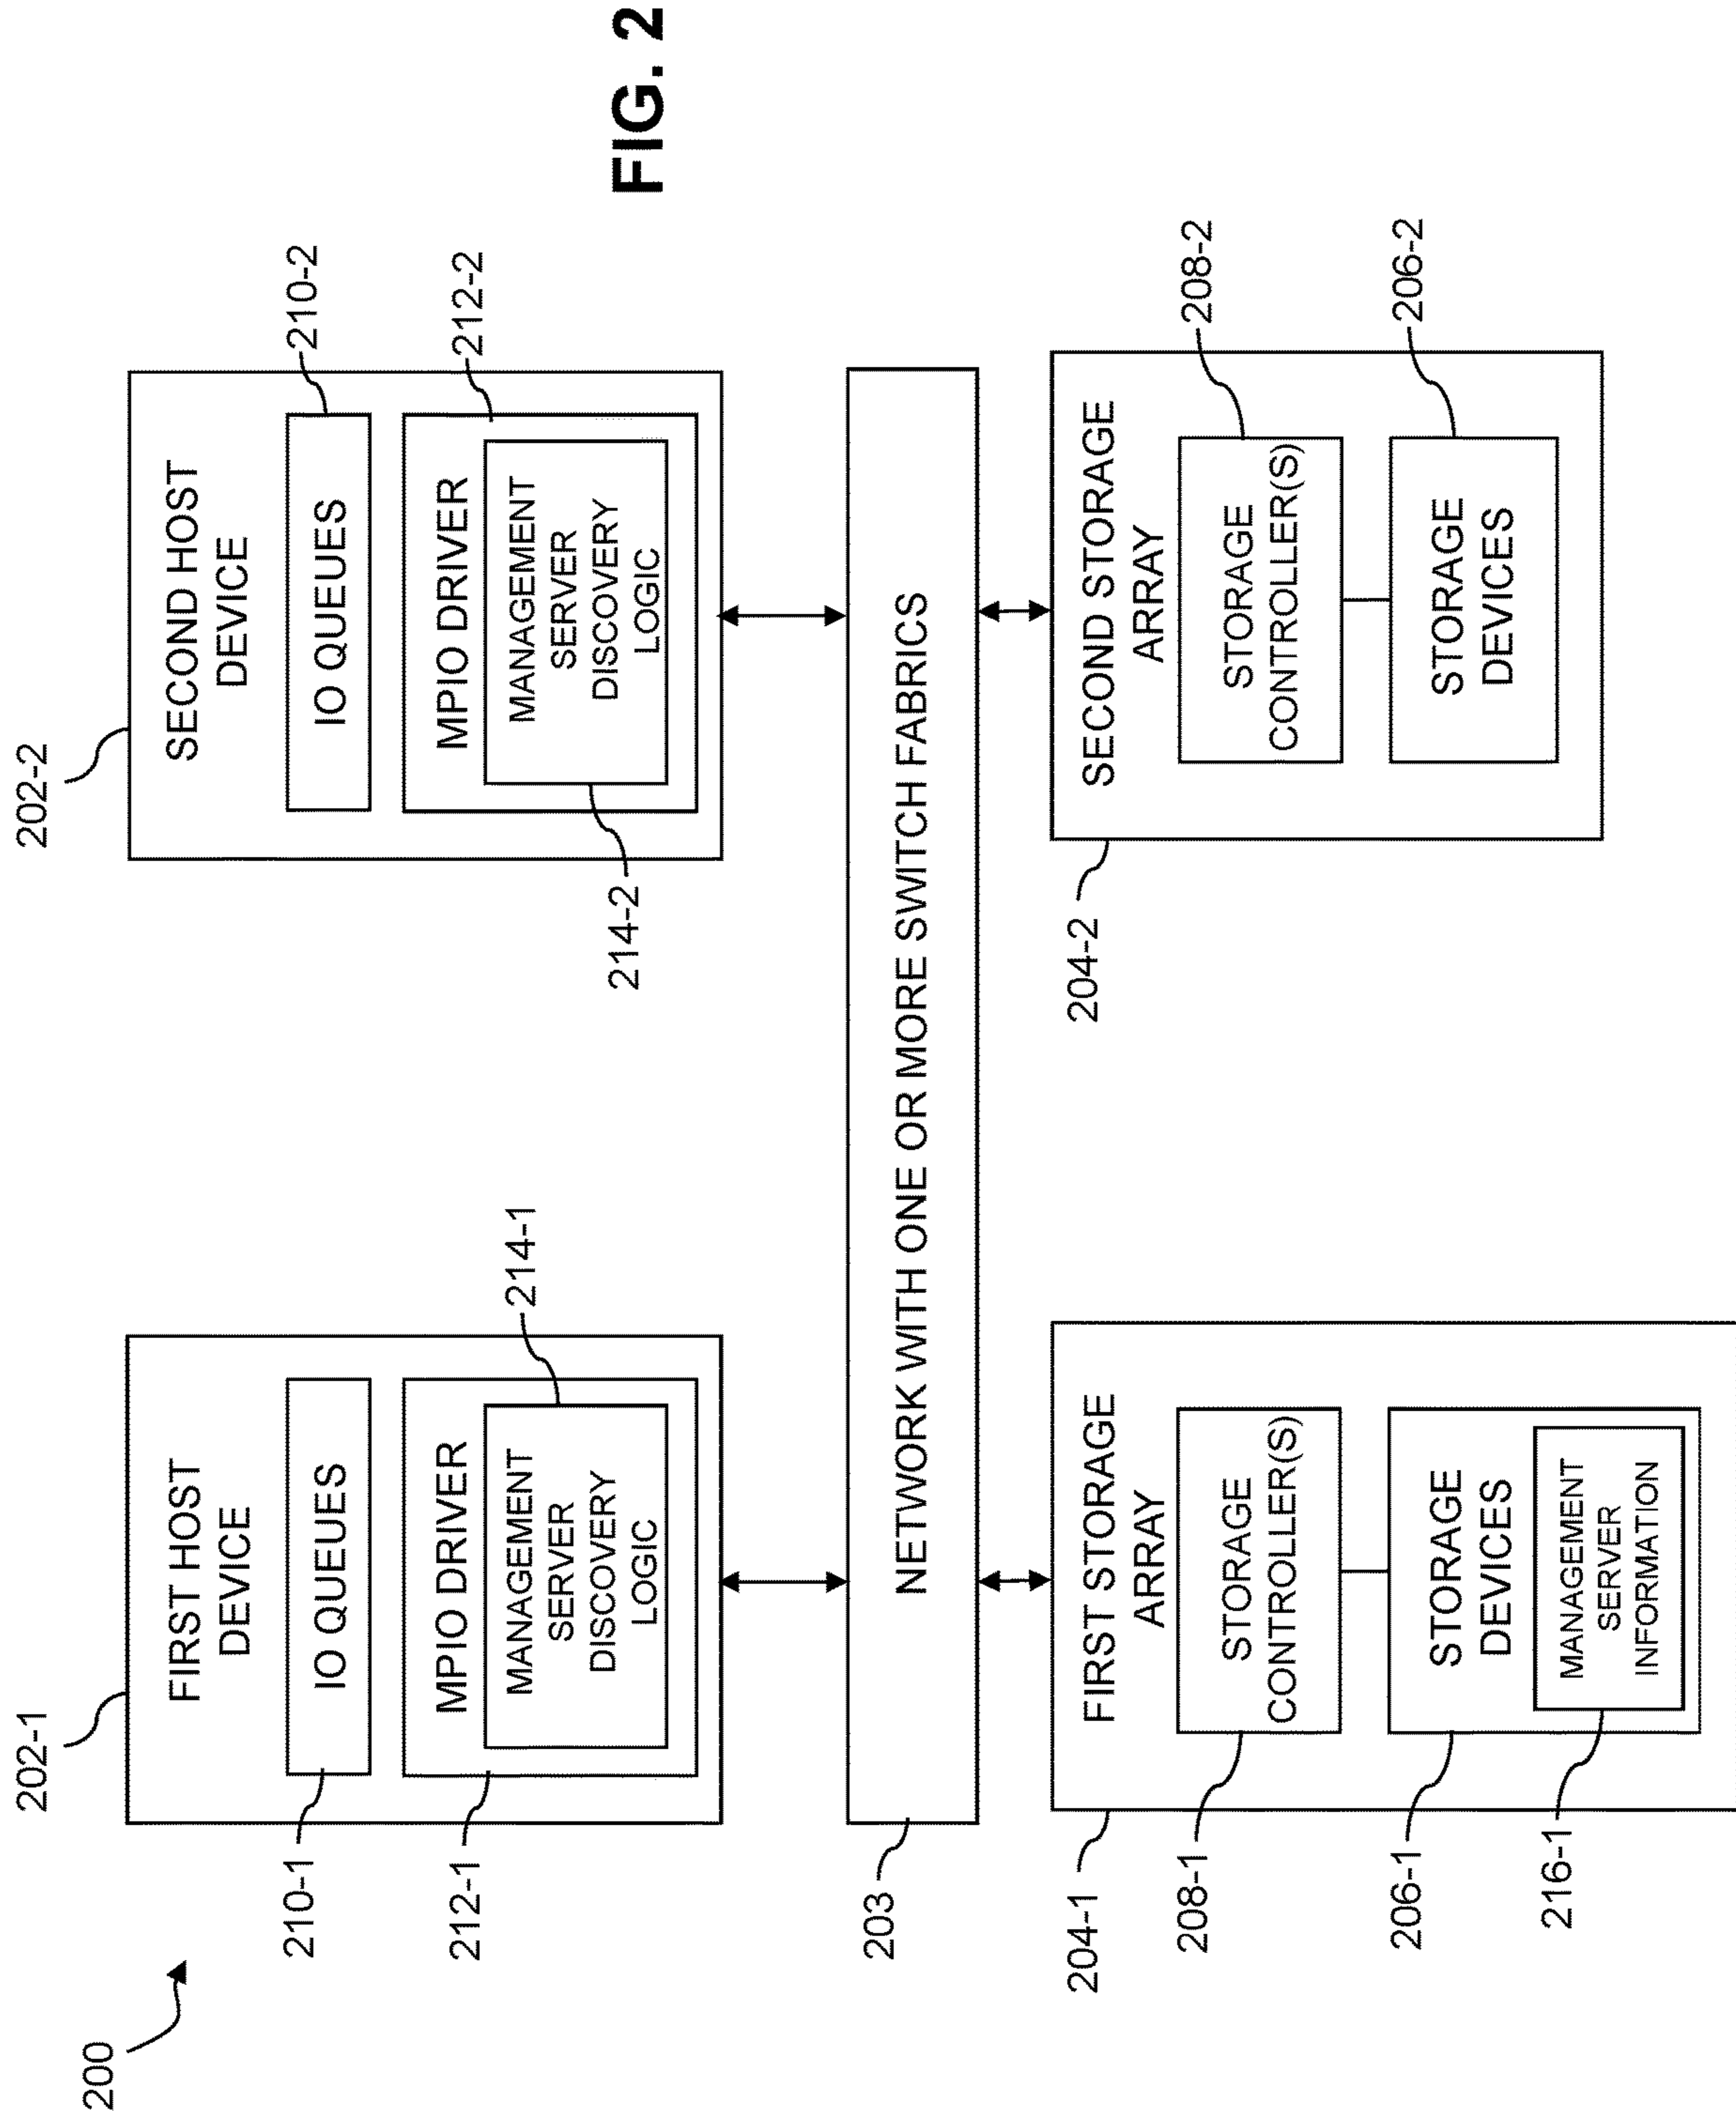 200
202-1
FIRST HOST
DEVICE
210-1
IO QUEUES
212-1
MPIO DRIVER
MANAGEMENT
SERVER
DISCOVERY
LOGIC
214-1
202-2
SECOND HOST
DEVICE
IO QUEUES
210-2
MPIO DRIVER
212-2
MANAGEMENT
SERVER
DISCOVERY
LOGIC
214-2
203
NETWORK WITH ONE OR MORE SWITCH FABRICS
204-1
FIRST STORAGE
ARRAY
208-1
STORAGE
CONTROLLER(S)
206-1
STORAGE
DEVICES
216-1
MANAGEMENT
SERVER
INFORMATION
204-2
SECOND STORAGE
ARRAY
STORAGE
CONTROLLER(S)
208-2
STORAGE
DEVICES
206-2
FIG. 2